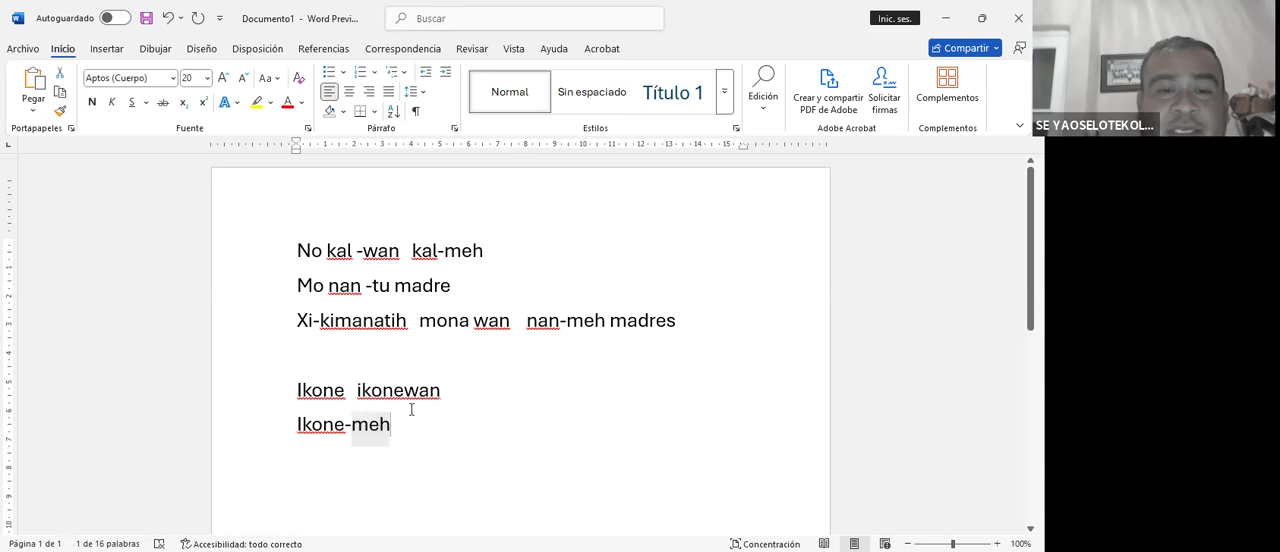 Autoguardado
Documento1 - Word Previ...
Buscar
Inic. ses.
Archivo Inicio Insertar Dibujar Diseño Disposición Referencias Correspondencia Revisar Vista Ayuda Acrobat
Compartir
Aptos (Cuerpo) 20
Pegar
Normal
Sin espaciado
Título 1
Edición
Crear y compartir PDF de Adobe
Solicitar firmas
Complementos
Portapapeles Fuente Párrafo Estilos Adobe Acrobat Complementos
SE YAOSELOTEKOL...
No kal -wan kal-meh
Mo nan -tu madre
Xi-kimanatih mona wan nan-meh madres
Ikone ikonewan
Ikone-meh
Página 1 de 1
1 de 16 palabras
Accesibilidad: todo correcto
Concentración
100%